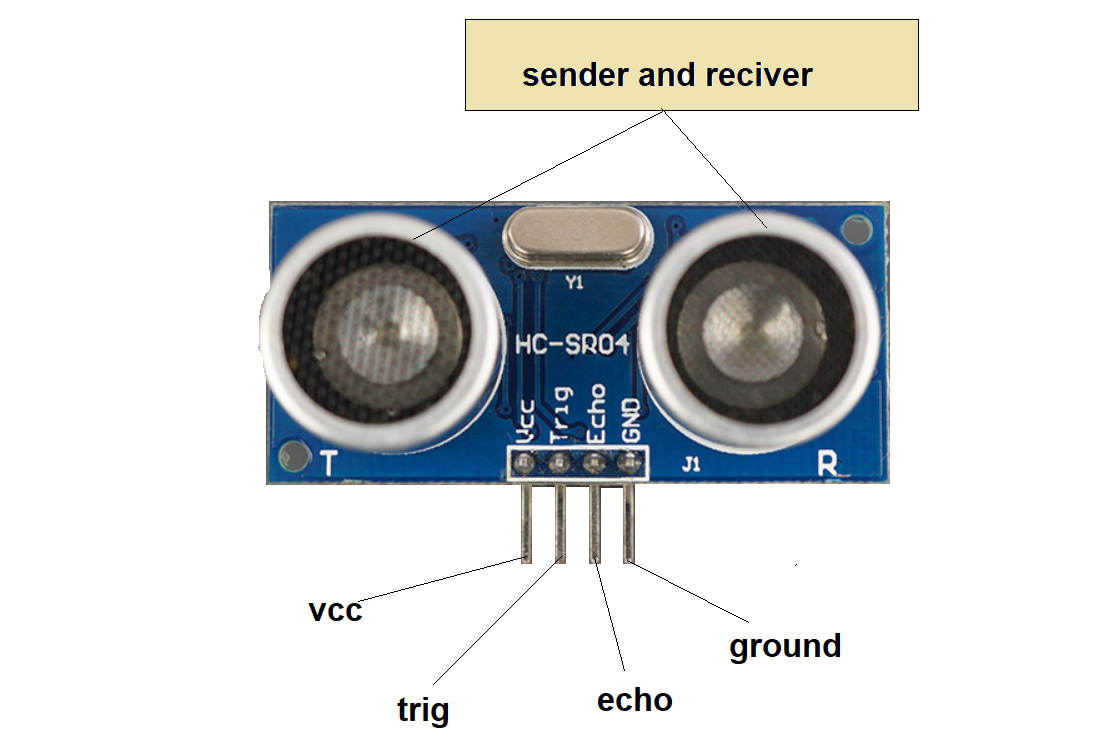 sender and reciver
Y1
HC-SR04
Vcc
Trig
Echo
GND
T
J1
R
vcc
trig
echo
ground